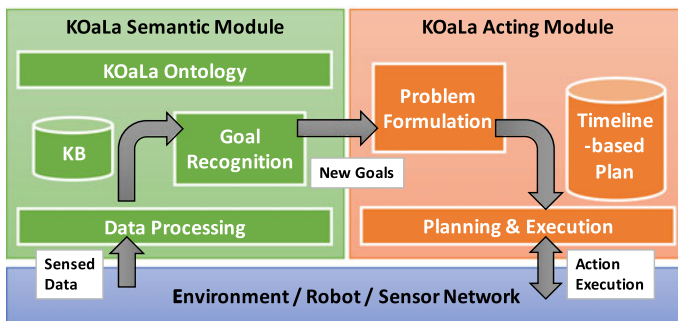 KOaLa Semantic Module
KOaLa Ontology
KB
Goal
Recognition
Data Processing
Sensed
Data
New Goals
KOaLa Acting Module
Problem
Formulation
Timeline
-based
Plan
Planning & Execution
Action
Execution
Environment / Robot / Sensor Network